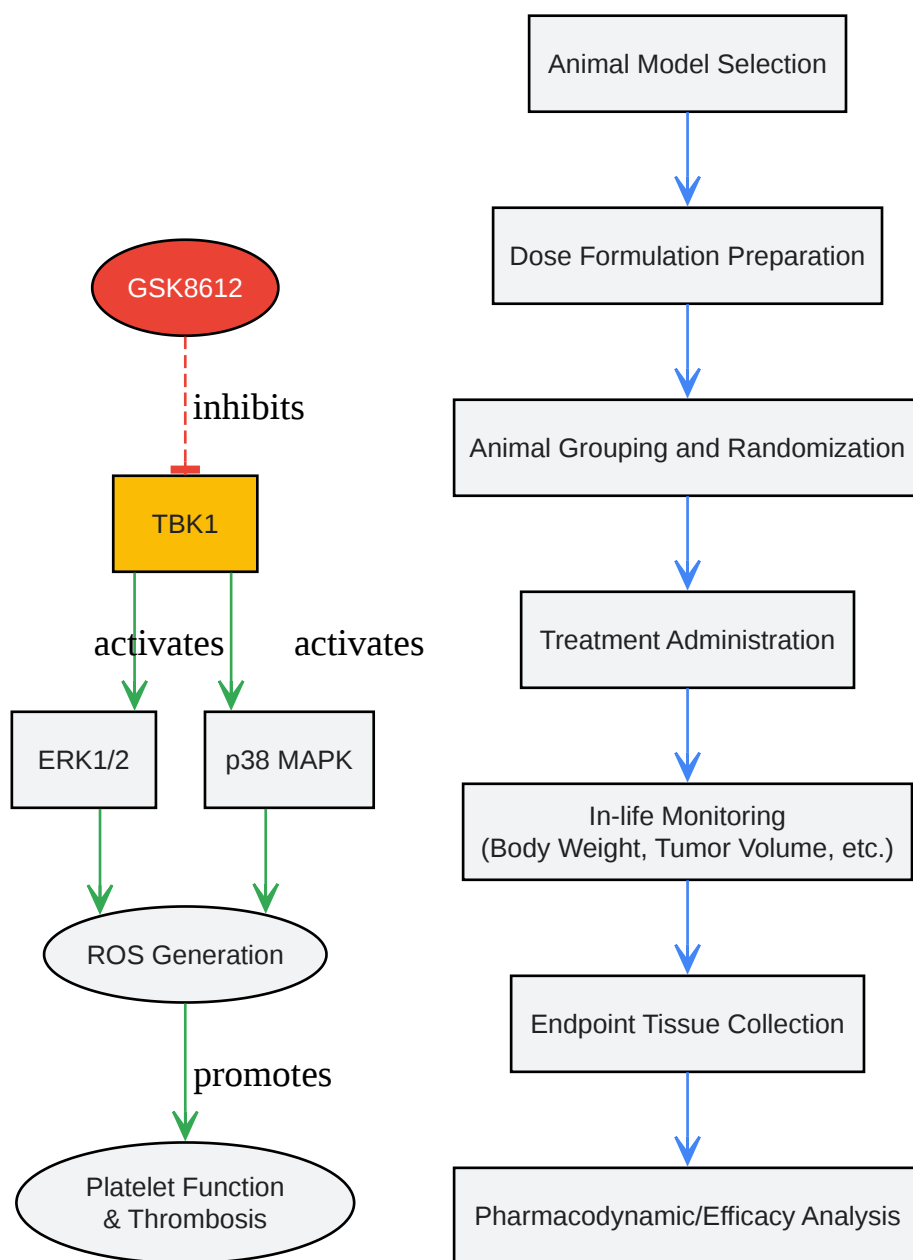 GSK8612
inhibits
TBK1
activates
activates
ERK1/2
p38 MAPK
ROS Generation
promotes
Platelet Function
& Thrombosis
Animal Model Selection
Dose Formulation Preparation
Animal Grouping and Randomization
Treatment Administration
In-life Monitoring
(Body Weight, Tumor Volume, etc.)
Endpoint Tissue Collection
Pharmacodynamic/Efficacy Analysis